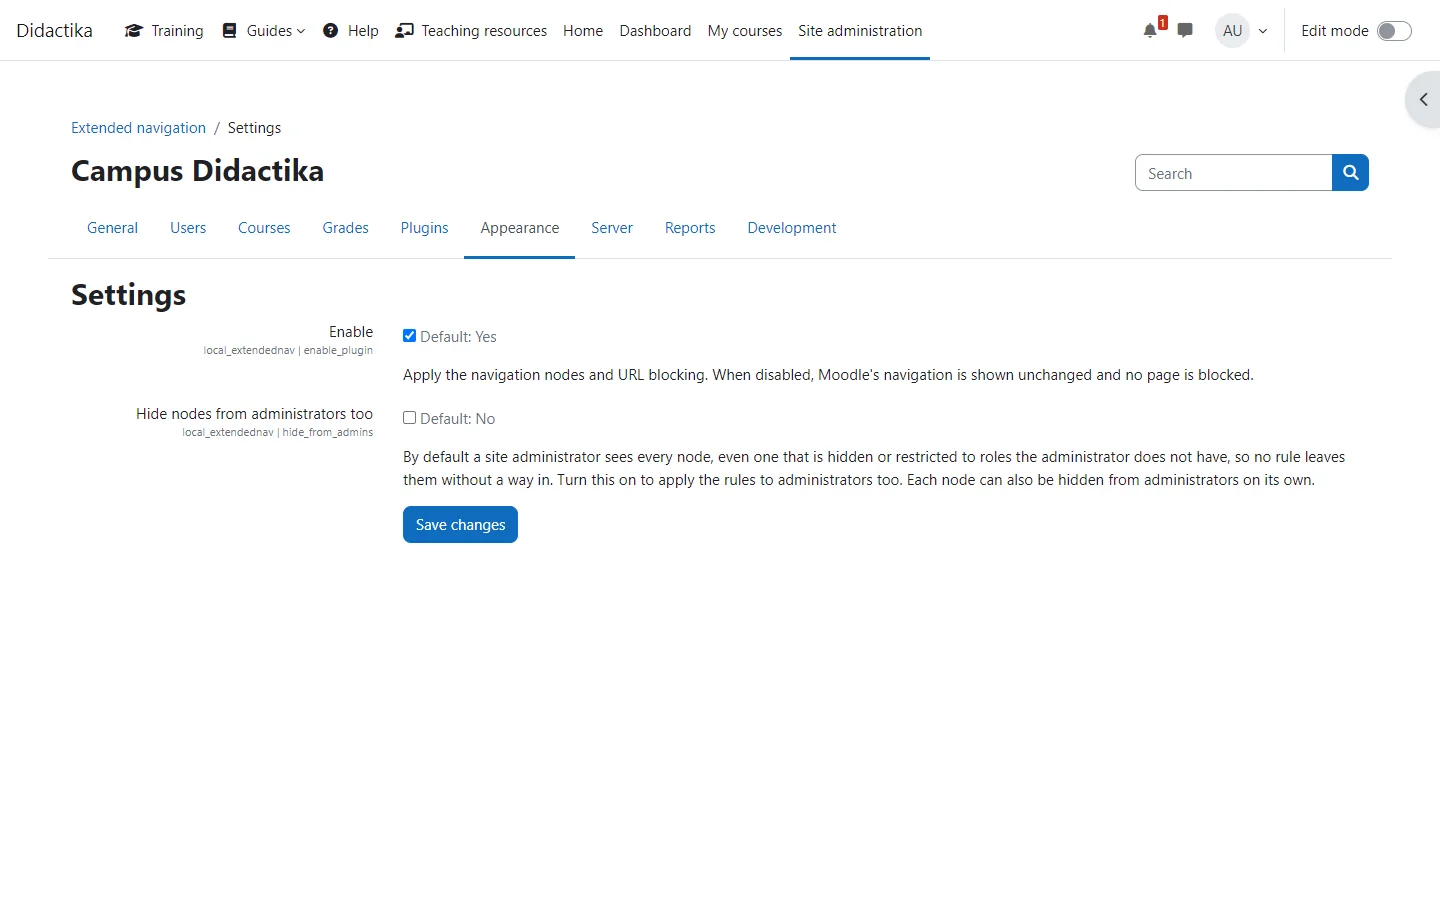 Didactika
Training
Guides
Help
Teaching resources
Home
Dashboard
My courses
Site administration
1
AU
Edit mode
Extended navigation / Settings
Campus Didactika
Search
General
Users
Courses
Grades
Plugins
Appearance
Server
Reports
Development
Settings
Enable
local_extendednav | enable_plugin
Default: Yes
Apply the navigation nodes and URL blocking. When disabled, Moodle's navigation is shown unchanged and no page is blocked.
Hide nodes from administrators too
local_extendednav | hide_from_admins
Default: No
By default a site administrator sees every node, even one that is hidden or restricted to roles the administrator does not have, so no rule leaves
them without a way in. Turn this on to apply the rules to administrators too. Each node can also be hidden from administrators on its own.
Save changes